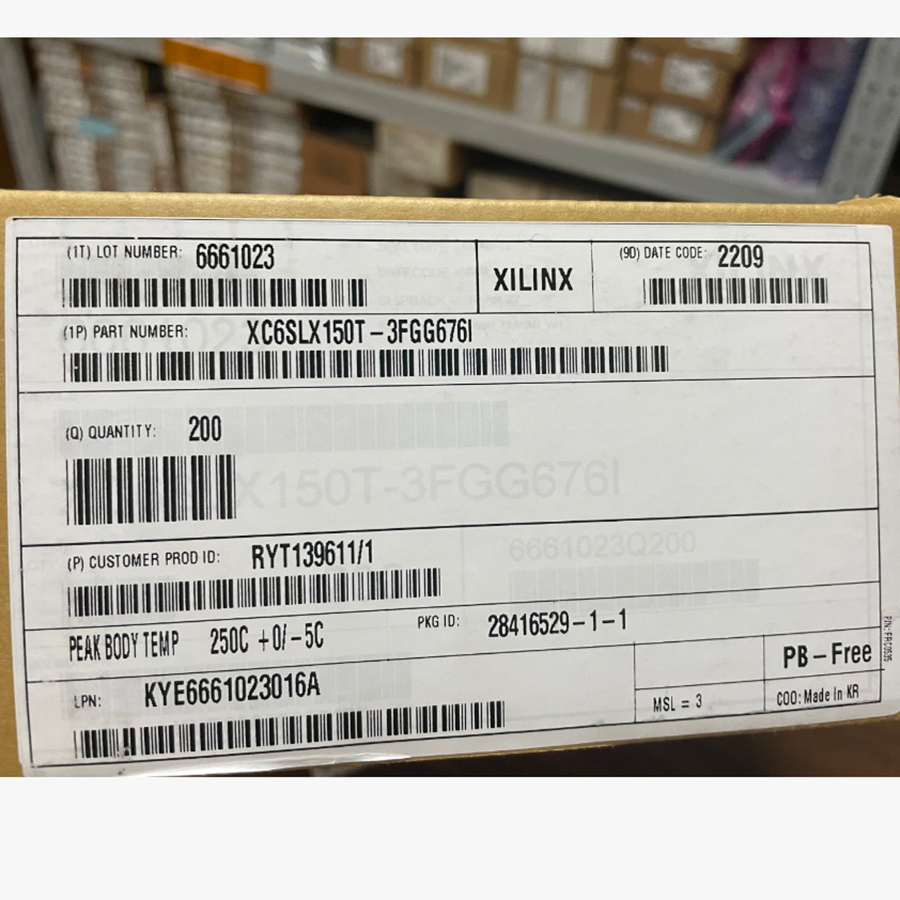 (1T) LOT NUMBER: 6661023
XILINX
(9D) DATE CODE: 2209
(1P) PART NUMBER: XC6SLX150T-3FGG676I
(Q) QUANTITY: 200
X150T-3FGG676I
(P) CUSTOMER PROD ID: RYT139611/1
6661023Q200
PEAK BODY TEMP 250C +0/-5C
PKG ID: 28416529-1-1
PB-Free
LPN: KYE6661023016A
MSL = 3
COO: Made In KR